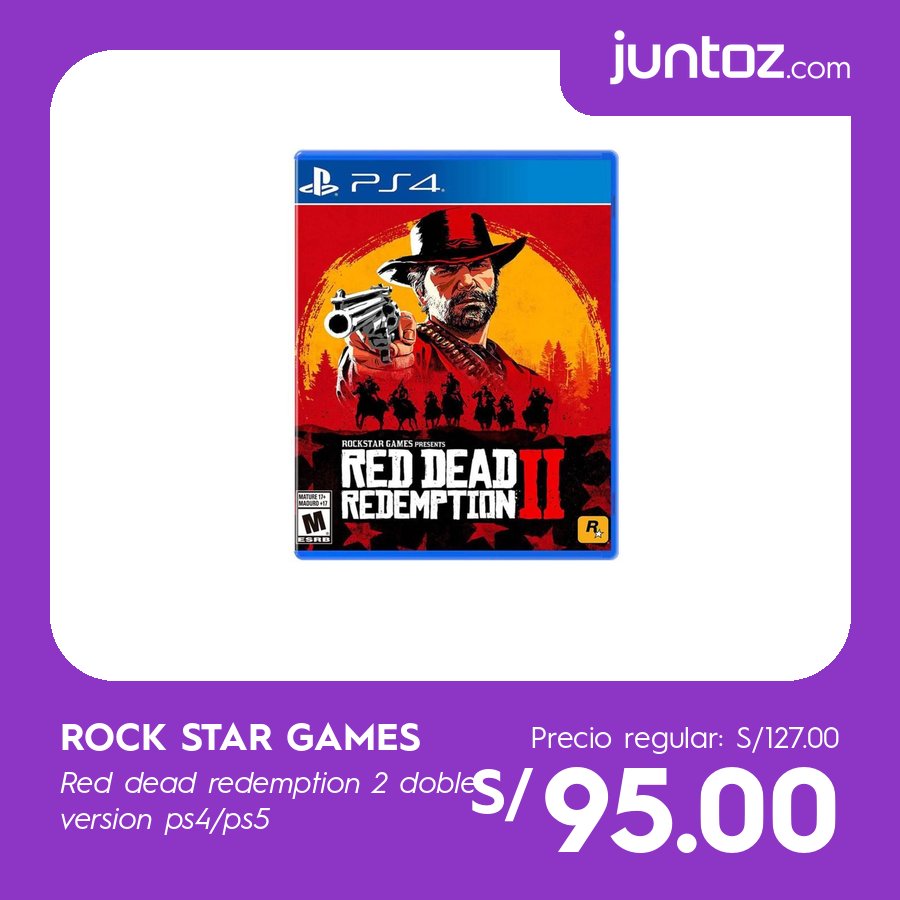 juntoz.com
PS4
ROCKSTAR GAMES PRESENTS
RED DEAD
REDEMPTION II
MATURE 17+
MADURO +17
M
ESRB
R
ROCK STAR GAMES
Red dead redemption 2 doble
version ps4/ps5
Precio regular: S/127.00
S/95.00